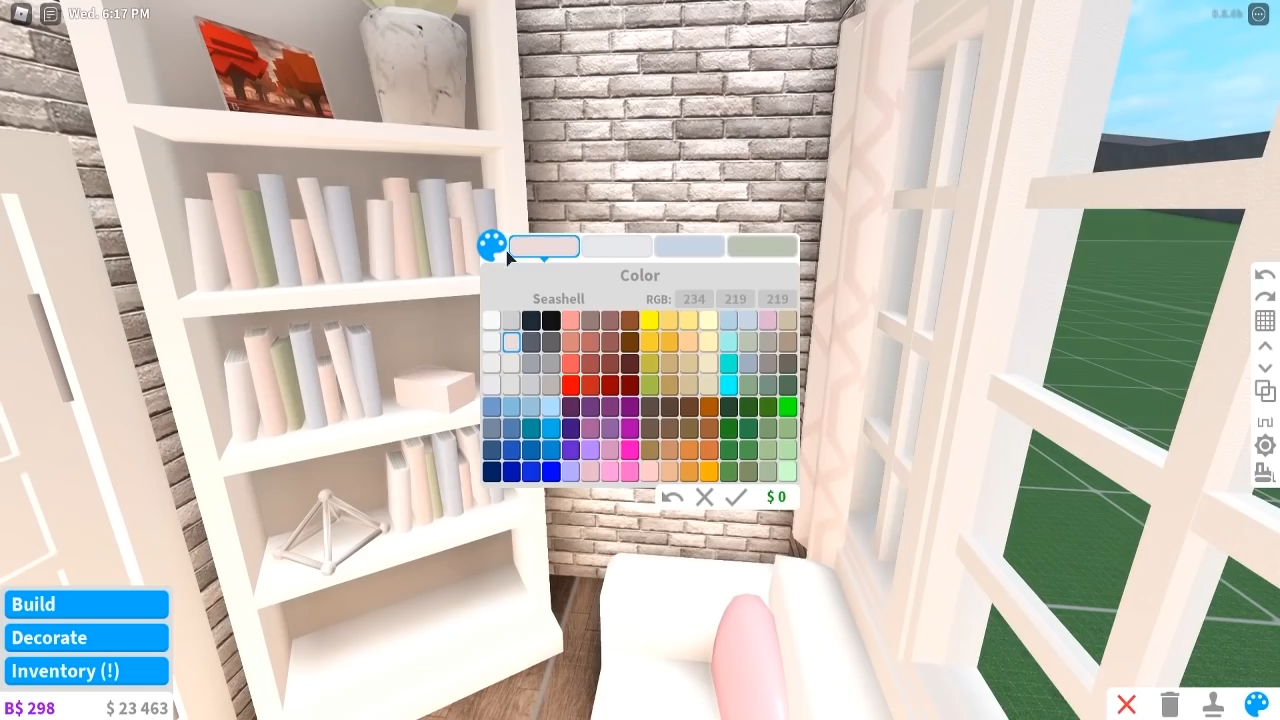 Wed. 6:17 PM
Color
Seashell
RGB: 234 219 219
$ 0
Build
Decorate
Inventory (!)
B$ 298
$ 23 463